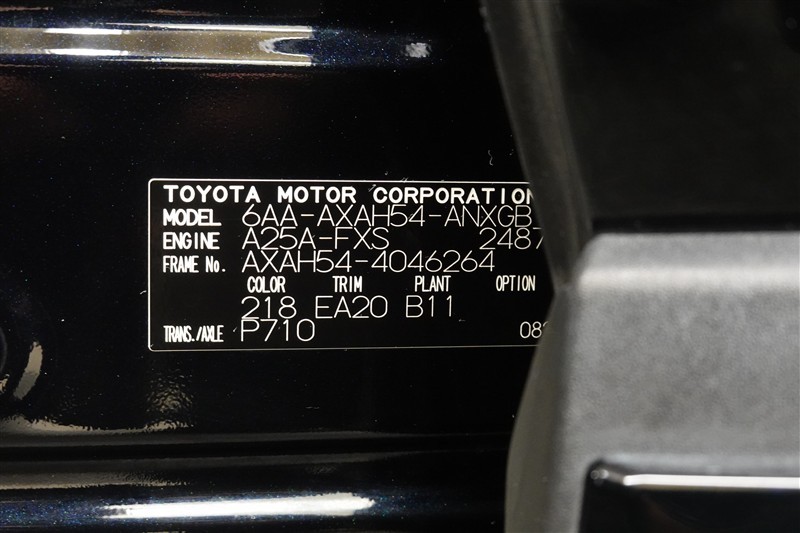 TOYOTA MOTOR CORPORATION
MODEL 6AA-AXAH54-ANXGB
ENGINE A25A-FXS 2487
FRAME No. AXAH54-4046264
COLOR TRIM PLANT OPTION
218 EA20 B11
TRANS./AXLE P710